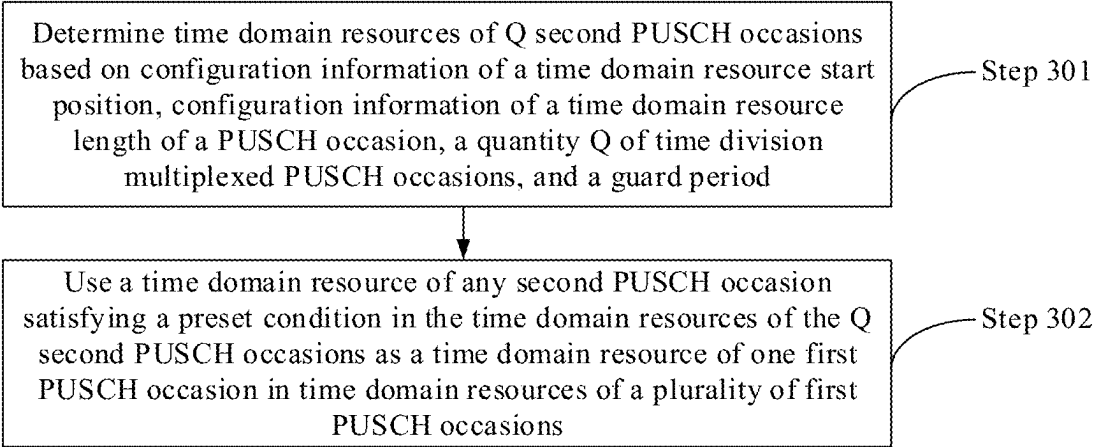 Determine time domain resources of Q second PUSCH occasions
based on configuration information of a time domain resource start
position, configuration information of a time domain resource
length of a PUSCH occasion, a quantity Q of time division
multiplexed PUSCH occasions, and a guard period
Step 301
Use a time domain resource of any second PUSCH occasion
satisfying a preset condition in the time domain resources of the Q
second PUSCH occasions as a time domain resource of one first
PUSCH occasion in time domain resources of a plurality of first
PUSCH occasions
Step 302